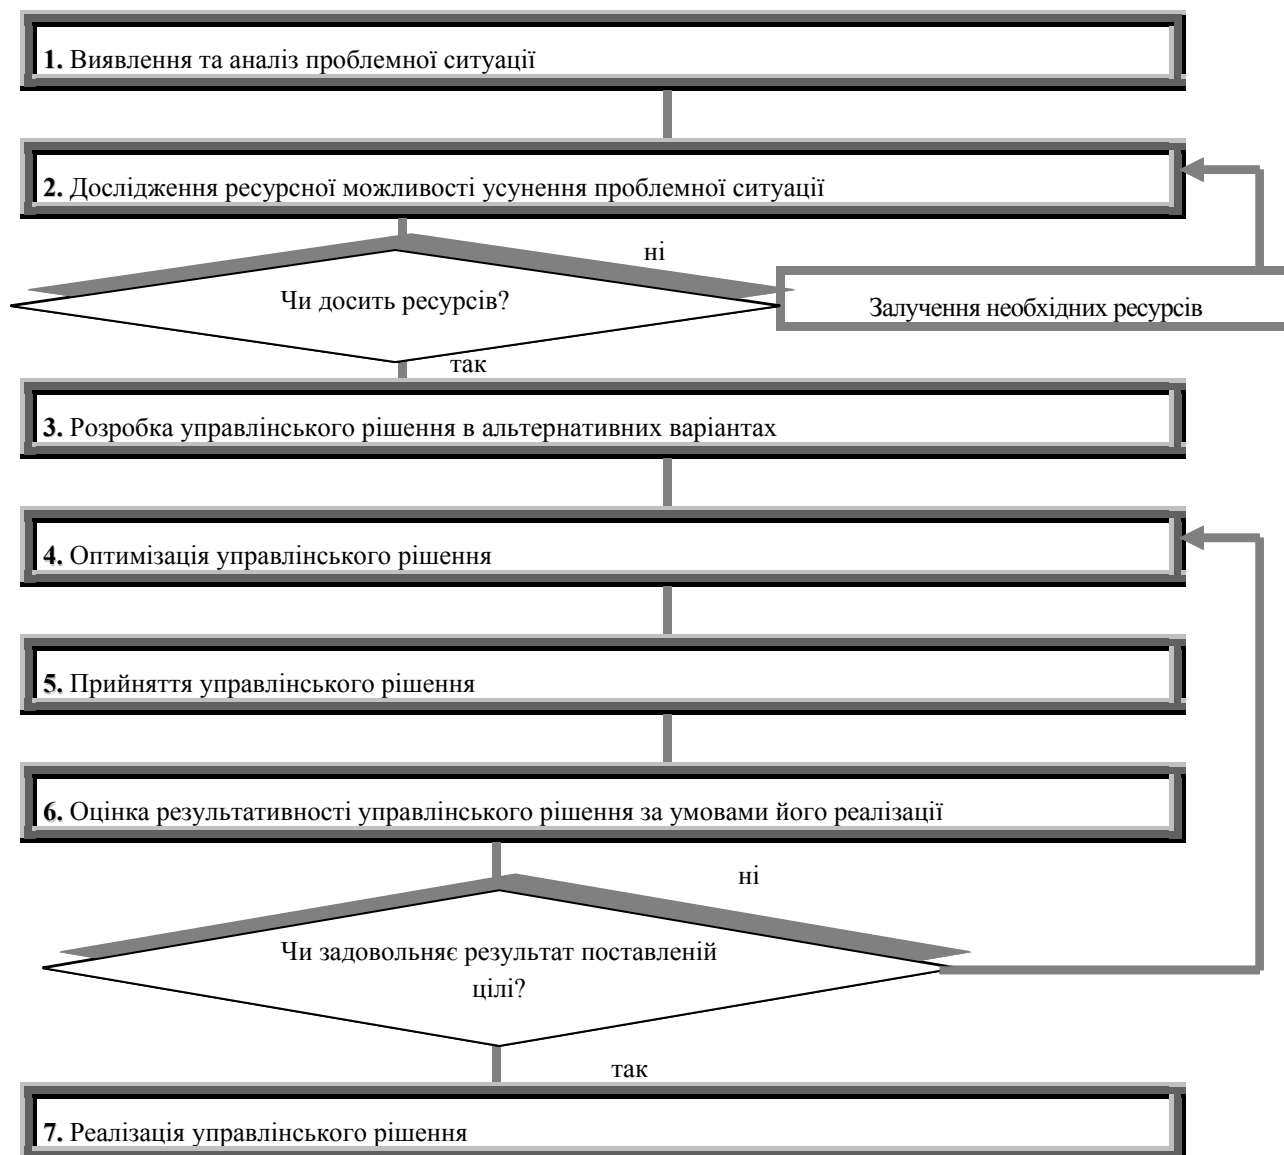 1. Виявлення та аналіз проблемної ситуації
2. Дослідження ресурсної можливості усунення проблемної ситуації
ні
Чи досить ресурсів?
Залучення необхідних ресурсів
так
3. Розробка управлінського рішення в альтернативних варіантах
4. Оптимізація управлінського рішення
5. Прийняття управлінського рішення
6. Оцінка результативності управлінського рішення за умовами його реалізації
ні
Чи задовольняє результат поставленій
цілі?
так
7. Реалізація управлінського рішення